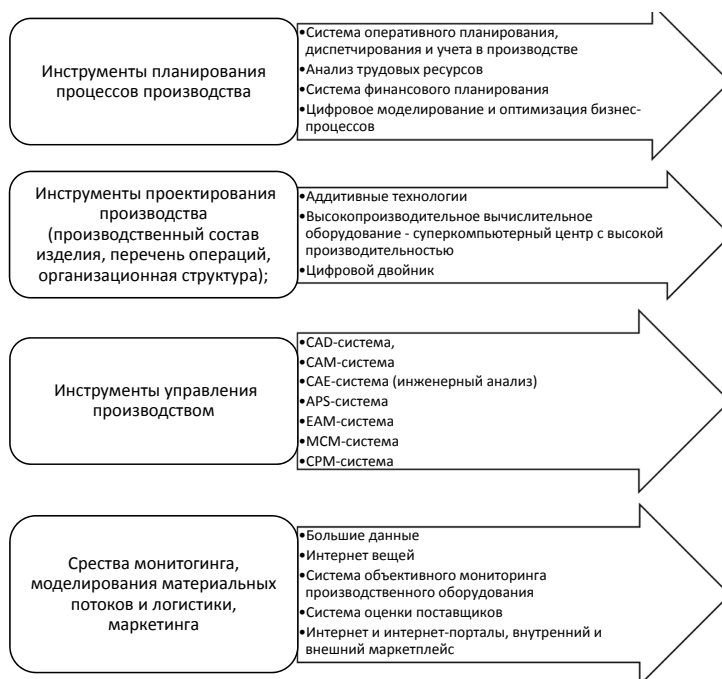 Инструменты планирования
процессов производства
•Система оперативного планирования,
диспетчирования и учета в производстве
•Анализ трудовых ресурсов
•Система финансового планирования
•Цифровое моделирование и оптимизация бизнес-
процессов
Инструменты проектирования
производства
(производственный состав
изделия, перечень операций,
организационная структура);
•Аддитивные технологии
•Высокопроизводительное вычислительное
оборудование - суперкомпьютерный центр с высокой
производительностью
•Цифровой двойник
Инструменты управления
производством
•CAD-система,
•CAM-система
•CAE-система (инженерный анализ)
•APS-система
•EAM-система
•MCM-система
•CPM-система
Срества монитогинга,
моделирования материальных
потоков и логистики,
маркетинга
•Большие данные
•Интернет вещей
•Система объективного мониторинга
производственного оборудования
•Система оценки поставщиков
•Интернет и интернет-порталы, внутренний и
внешний маркетплейс